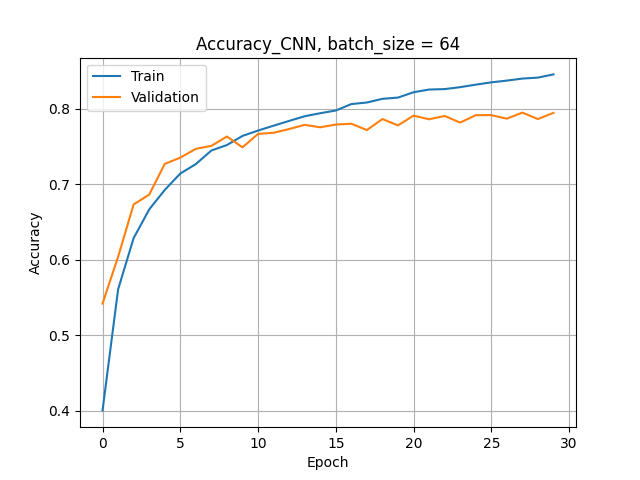 Accuracy_CNN, batch_size = 64
Train
Validation
0.8
0.7
0.6
0.5
0.4
Accuracy
0 5 10 15 20 25 30
Epoch